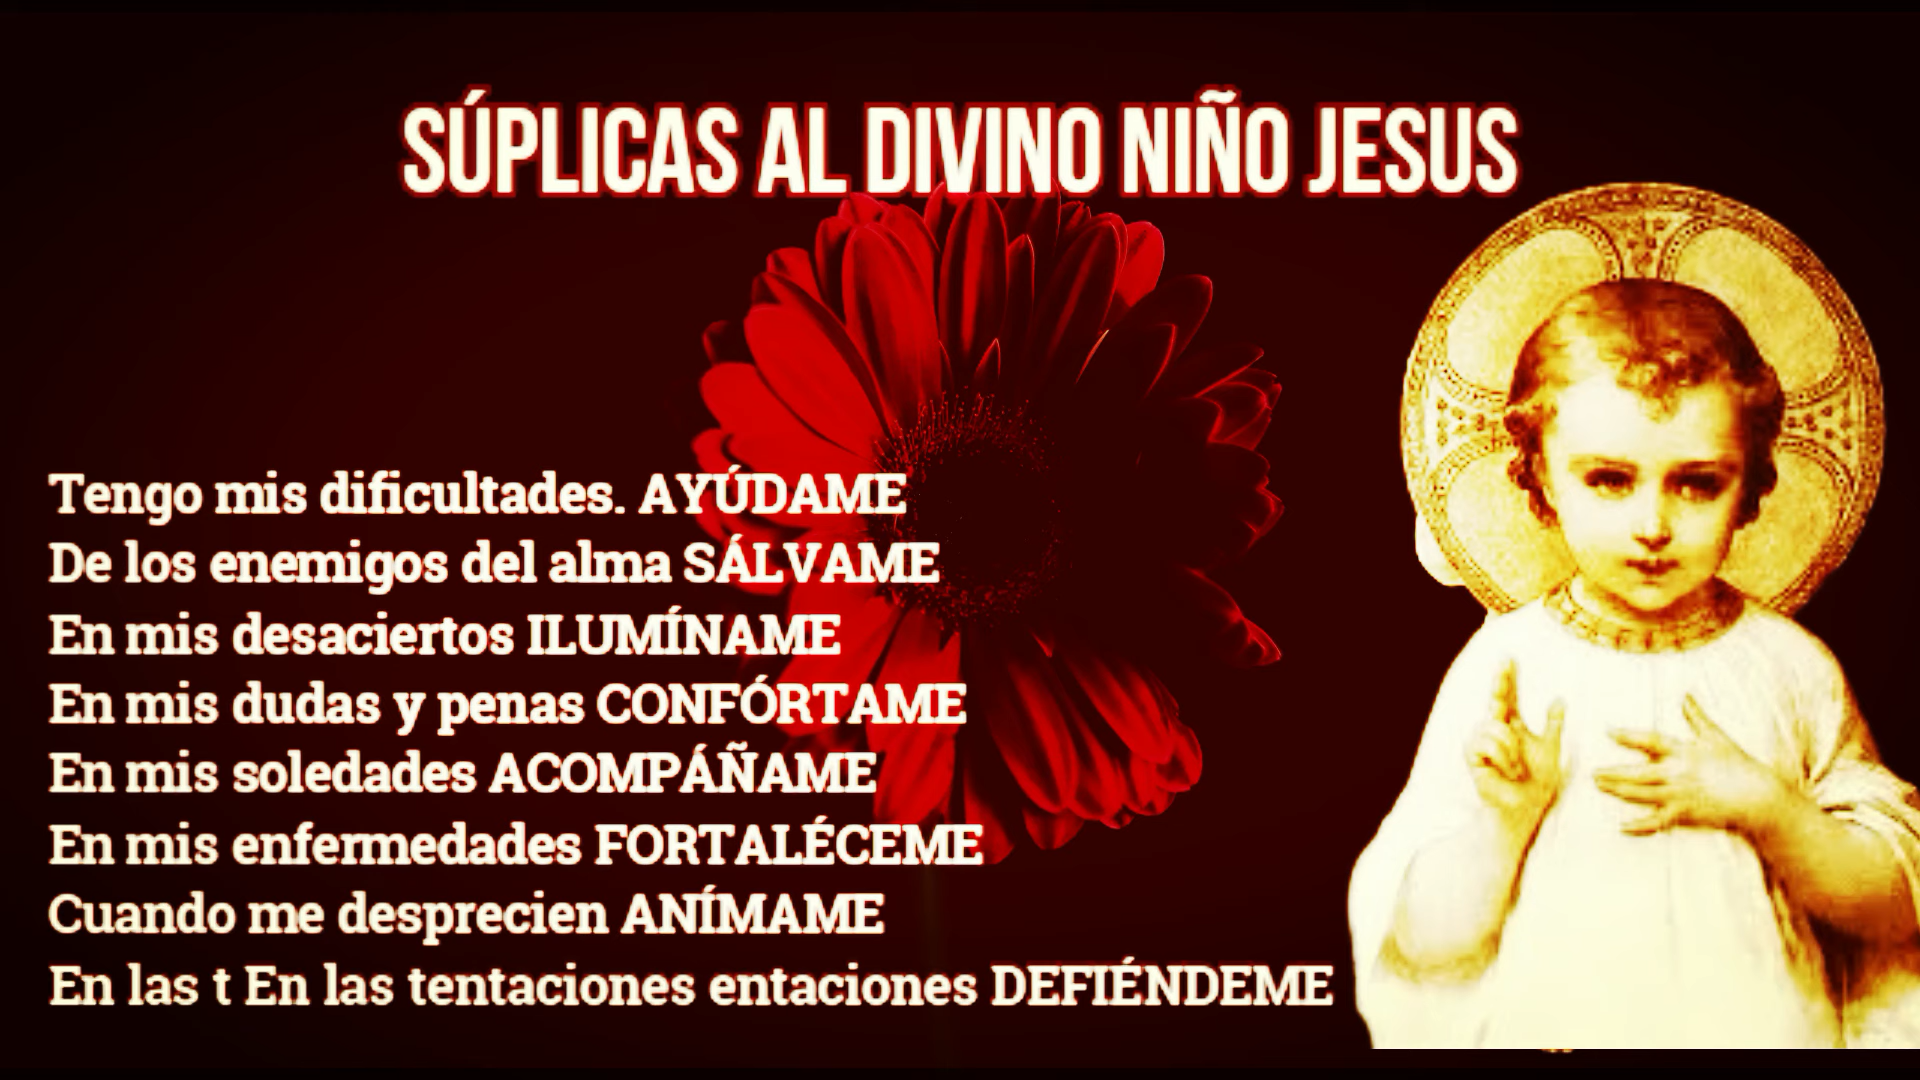 SÚPLICAS AL DIVINO NIÑO JESUS
Tengo mis dificultades. AYÚDAME
De los enemigos del alma SÁLVAME
En mis desaciertos ILUMÍNAME
En mis dudas y penas CONFÓRTAME
En mis soledades ACOMPÁÑAME
En mis enfermedades FORTALÉCEME
Cuando me desprecien ANÍMAME
En las t En las tentaciones entaciones DEFIÉNDEME